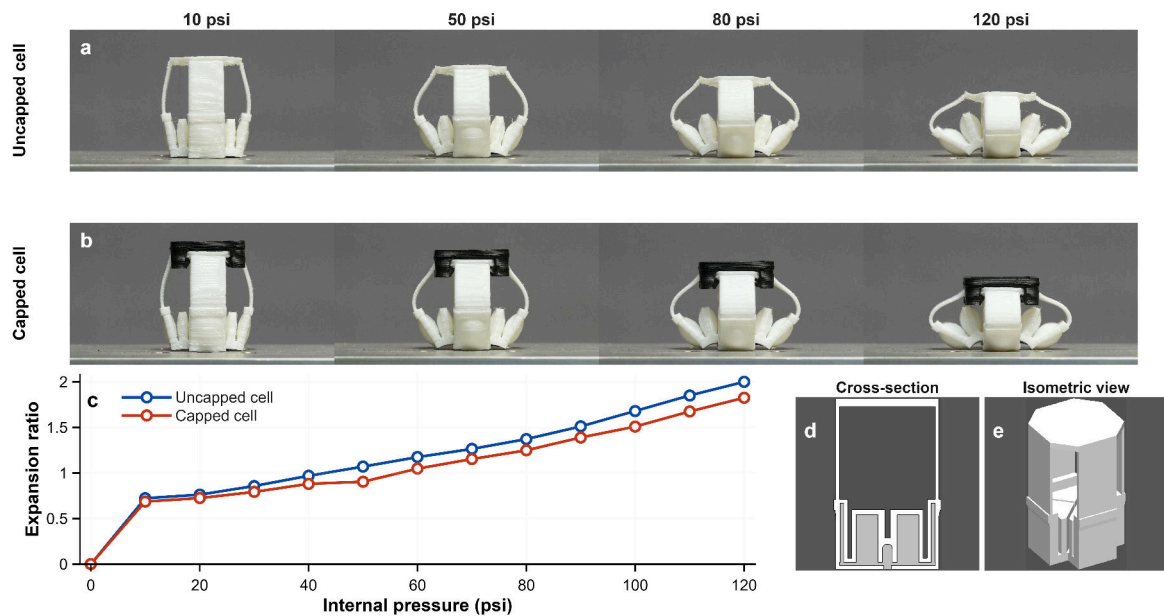 10 psi 50 psi 80 psi 120 psi
Uncapped cell
a
Capped cell
b
c
Uncapped cell
Capped cell
Expansion ratio
2
1.5
1
0.5
0
0 20 40 60 80 100 120
Internal pressure (psi)
Cross-section
d
Isometric view
e